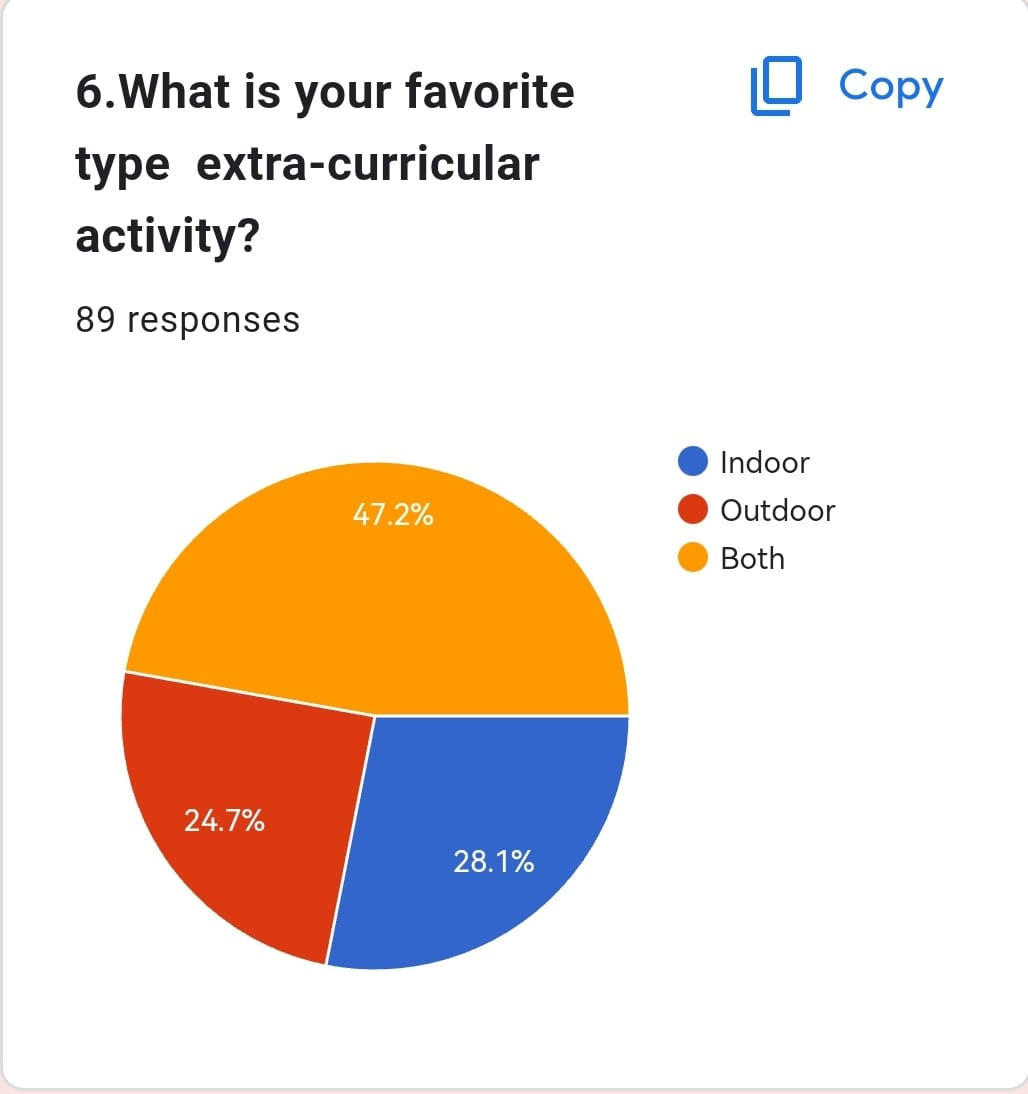 6.What is your favorite
type  extra-curricular
activity?
Copy
89 responses
Indoor
Outdoor
Both
47.2%
24.7%
28.1%